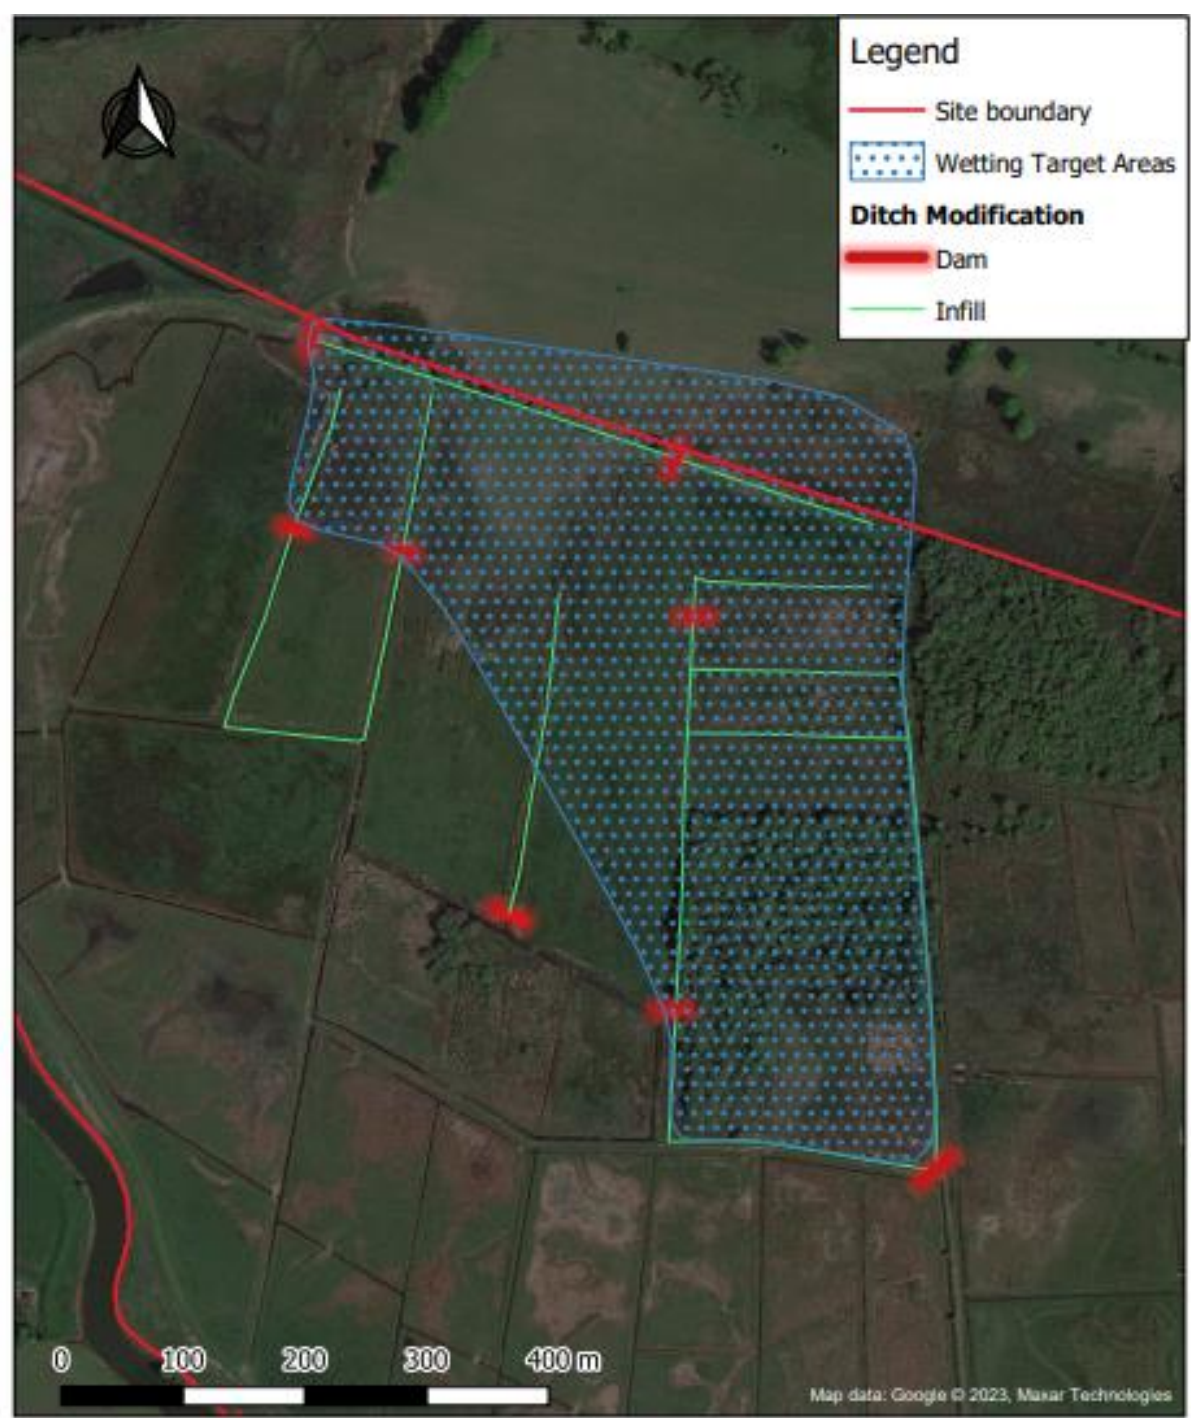 Legend
Site boundary
Wetting Target Areas
Ditch Modification
Dam
Infill
0 100 200 300 400 m
Map data: Google © 2023, Maxar Technologies